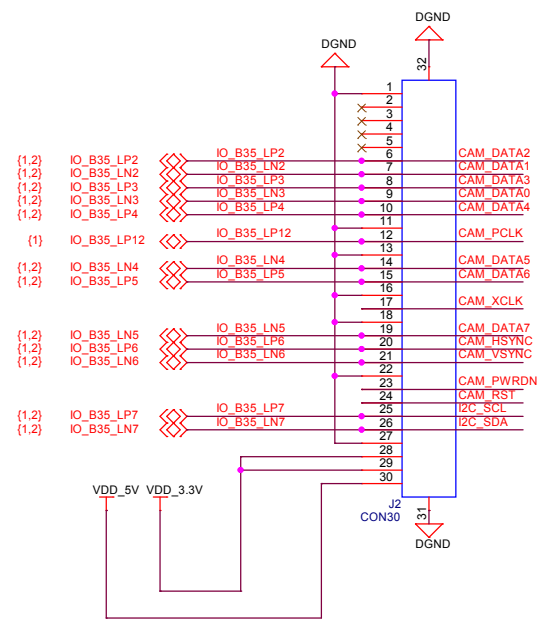 DGND
DGND
32
1
2
3
4
5
{1,2} IO_B35_LP2 IO_B35_LP2 6 CAM_DATA2
{1,2} IO_B35_LN2 IO_B35_LN2 7 CAM_DATA1
{1,2} IO_B35_LP3 IO_B35_LP3 8 CAM_DATA3
{1,2} IO_B35_LN3 IO_B35_LN3 9 CAM_DATA0
{1,2} IO_B35_LP4 IO_B35_LP4 10 CAM_DATA4
11
{1} IO_B35_LP12 IO_B35_LP12 12 CAM_PCLK
13
{1,2} IO_B35_LN4 IO_B35_LN4 14 CAM_DATA5
{1,2} IO_B35_LP5 IO_B35_LP5 15 CAM_DATA6
16
17 CAM_XCLK
18
{1,2} IO_B35_LN5 IO_B35_LN5 19 CAM_DATA7
{1,2} IO_B35_LP6 IO_B35_LP6 20 CAM_HSYNC
{1,2} IO_B35_LN6 IO_B35_LN6 21 CAM_VSYNC
22
23 CAM_PWRDN
24 CAM_RST
{1,2} IO_B35_LP7 IO_B35_LP7 25 I2C_SCL
{1,2} IO_B35_LN7 IO_B35_LN7 26 I2C_SDA
27
28
29
30
VDD_5V VDD_3.3V
J2
CON30
31
DGND